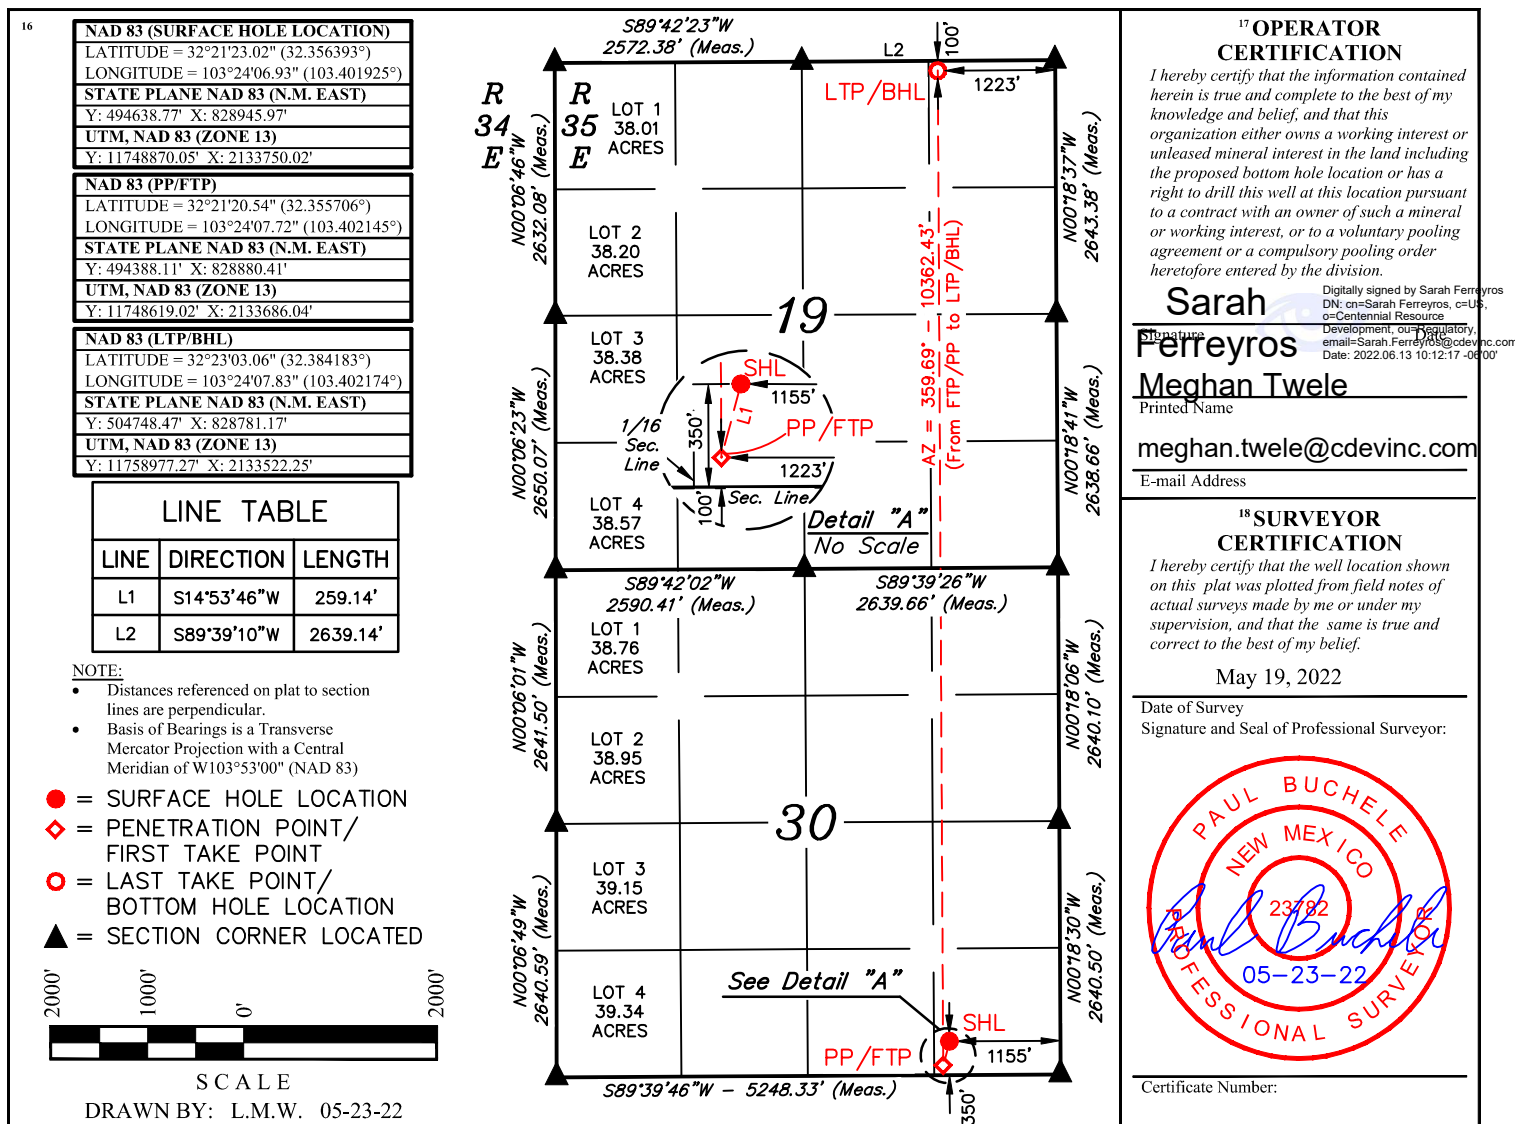 16
NAD 83 (SURFACE HOLE LOCATION)
LATITUDE = 32°21'23.02" (32.356393°)
LONGITUDE = 103°24'06.93" (103.401925°)
STATE PLANE NAD 83 (N.M. EAST)
Y: 494638.77' X: 828945.97'
UTM, NAD 83 (ZONE 13)
Y: 11748870.05' X: 2133750.02'
NAD 83 (PP/FTP)
LATITUDE = 32°21'20.54" (32.355706°)
LONGITUDE = 103°24'07.72" (103.402145°)
STATE PLANE NAD 83 (N.M. EAST)
Y: 494388.11' X: 828880.41'
UTM, NAD 83 (ZONE 13)
Y: 11748619.02' X: 2133686.04'
NAD 83 (LTP/BHL)
LATITUDE = 32°23'03.06" (32.384183°)
LONGITUDE = 103°24'07.83" (103.402174°)
STATE PLANE NAD 83 (N.M. EAST)
Y: 504748.47' X: 828781.17'
UTM, NAD 83 (ZONE 13)
Y: 11758977.27' X: 2133522.25'
LINE TABLE
LINE DIRECTION LENGTH
L1 S14°53'46"W 259.14'
L2 S89°39'10"W 2639.14'
NOTE:
• Distances referenced on plat to section
lines are perpendicular.
• Basis of Bearings is a Transverse
Mercator Projection with a Central
Meridian of W103°53'00" (NAD 83)
= SURFACE HOLE LOCATION
= PENETRATION POINT/
FIRST TAKE POINT
= LAST TAKE POINT/
BOTTOM HOLE LOCATION
= SECTION CORNER LOCATED
2000' 1000' 0' 2000'
SCALE
DRAWN BY: L.M.W. 05-23-22
S89°42'23"W
2572.38' (Meas.)
L2
100'
1223'
LTP/BHL
R
34
E
R
35
E
LOT 1
38.01
ACRES
N00°06'46"W
2632.08' (Meas.)
N00°18'37"W
2643.38' (Meas.)
LOT 2
38.20
ACRES
19
LOT 3
38.38
ACRES
AZ = 359.69° - 10362.43'
(From FTP/PP to LTP/BHL)
SHL
1155'
L1
350'
1/16
Sec.
Line
PP/FTP
1223'
Sec. Line
100'
N00°06'23"W
2650.07' (Meas.)
N00°18'41"W
2638.66' (Meas.)
LOT 4
38.57
ACRES
Detail "A"
No Scale
S89°42'02"W
2590.41' (Meas.)
S89°39'26"W
2639.66' (Meas.)
LOT 1
38.76
ACRES
N00°06'01"W
2641.50' (Meas.)
N00°18'06"W
2640.10' (Meas.)
LOT 2
38.95
ACRES
30
LOT 3
39.15
ACRES
N00°06'49"W
2640.59' (Meas.)
N00°18'30"W
2640.50' (Meas.)
See Detail "A"
LOT 4
39.34
ACRES
SHL
1155'
PP/FTP
S89°39'46"W - 5248.33' (Meas.)
350'
17 OPERATOR
CERTIFICATION
I hereby certify that the information contained
herein is true and complete to the best of my
knowledge and belief, and that this
organization either owns a working interest or
unleased mineral interest in the land including
the proposed bottom hole location or has a
right to drill this well at this location pursuant
to a contract with an owner of such a mineral
or working interest, or to a voluntary pooling
agreement or a compulsory pooling order
heretofore entered by the division.
Sarah
Ferreyros
Digitally signed by Sarah Ferreyros
DN: cn=Sarah Ferreyros, c=US,
o=Centennial Resource
Development, ou=Regulatory,
email=Sarah.Ferreyros@cdevinc.com
Date: 2022.06.13 10:12:17 -06'00'
Signature Date
Meghan Twele
Printed Name
meghan.twele@cdevinc.com
E-mail Address
18 SURVEYOR
CERTIFICATION
I hereby certify that the well location shown
on this plat was plotted from field notes of
actual surveys made by me or under my
supervision, and that the same is true and
correct to the best of my belief.
May 19, 2022
Date of Survey
Signature and Seal of Professional Surveyor:
PAUL BUCHELE
NEW MEXICO
23782
Paul Buchele
05-23-22
PROFESSIONAL SURVEYOR
Certificate Number: